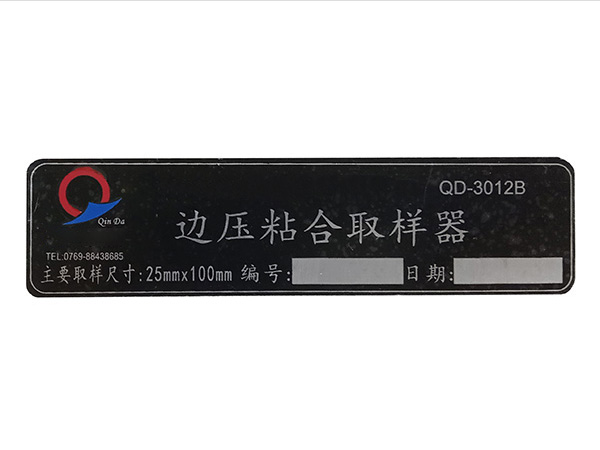 QD-3012B
Qin Da
边压粘合取样器
TEL:0769-88438685
主要取样尺寸:25mmx100mm 编号: 日期: